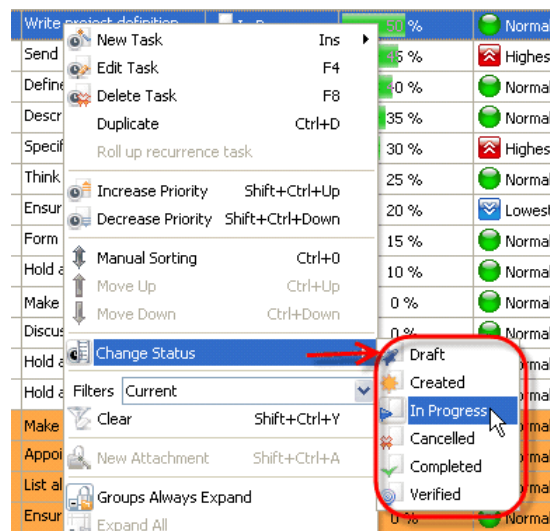 Write project definition 50 % Normal
New Task Ins
Send 45 % Highes
Edit Task F4
Define %
Normal
Delete Task F8
Descr 35 % Normal
Duplicate Ctrl+D
Specif 30 % Highes
Roll up recurrence task
Think 25 % Normal
Increase Priority Shift+Ctrl+Up
Ensur 20 % Lowest
Decrease Priority Shift+Ctrl+Down
Form 15 % Normal
Manual Sorting Ctrl+0
Hold a 10 % Normal
Move Up Ctrl+Up
Make 0 % Normal
Move Down Ctrl+Down
Discus 0 % Normal
Change Status
Draft
Hold a
Created
Hold a
Filters Current
In Progress
Make
Clear Shift+Ctrl+Y
Cancelled
Appoi
New Attachment Shift+Ctrl+A
Completed
List al
Groups Always Expand
Verified
Ensur 0 % Normal
Expand All